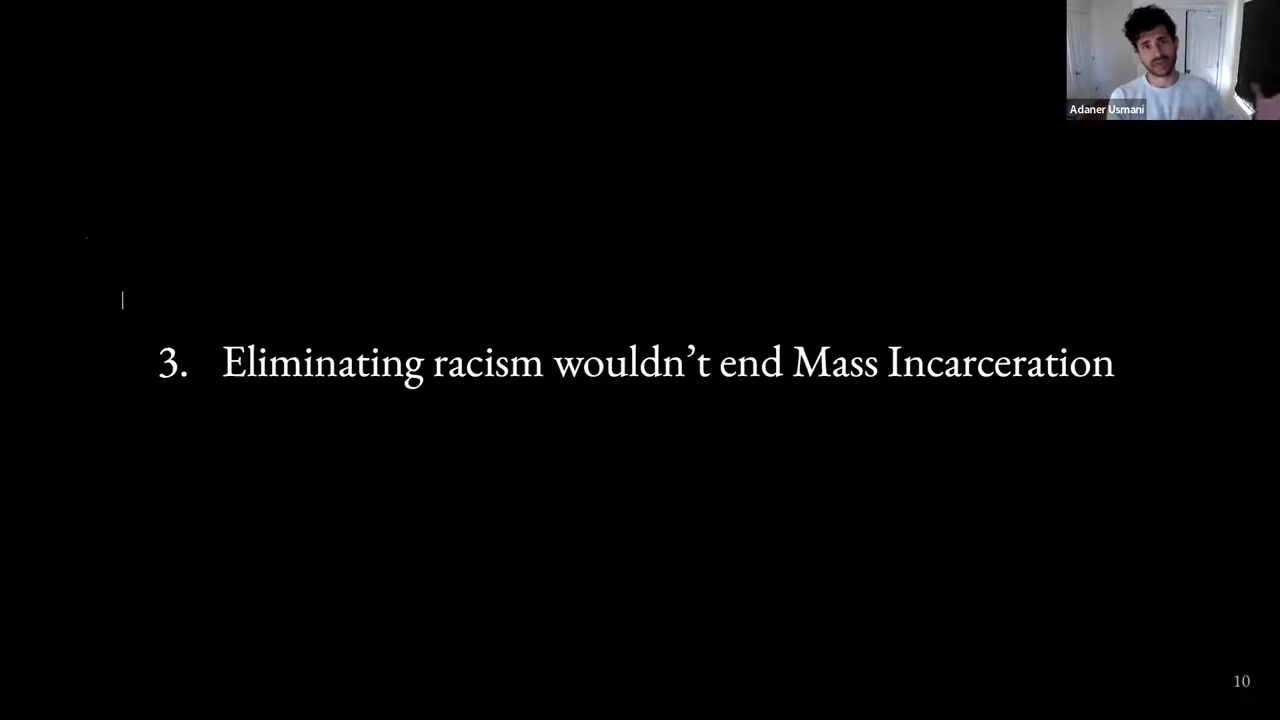 Adaner Usmani
3. Eliminating racism wouldn’t end Mass Incarceration
10